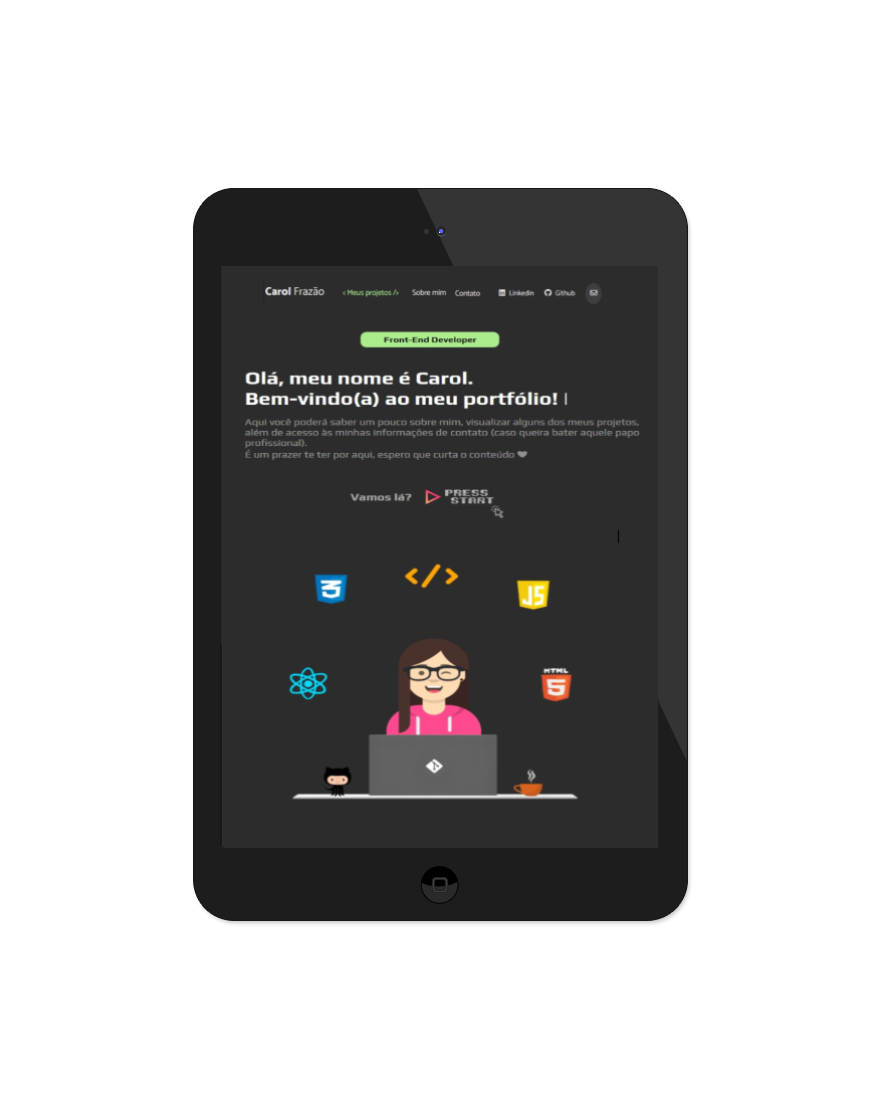 Carol Frazão < Meus projetos /> Sobre mim Contato Linkedin Github
Front-End Developer
Olá, meu nome é Carol.
Bem-vindo(a) ao meu portfólio! |
Aqui você poderá saber um pouco sobre mim, visualizar alguns dos meus projetos,
além de acesso às minhas informações de contato (caso queira bater aquele papo
profissional).
É um prazer te ter por aqui, espero que curta o conteúdo ❤
Vamos lá? PRESS
START
</>
3
JS
HTML
5